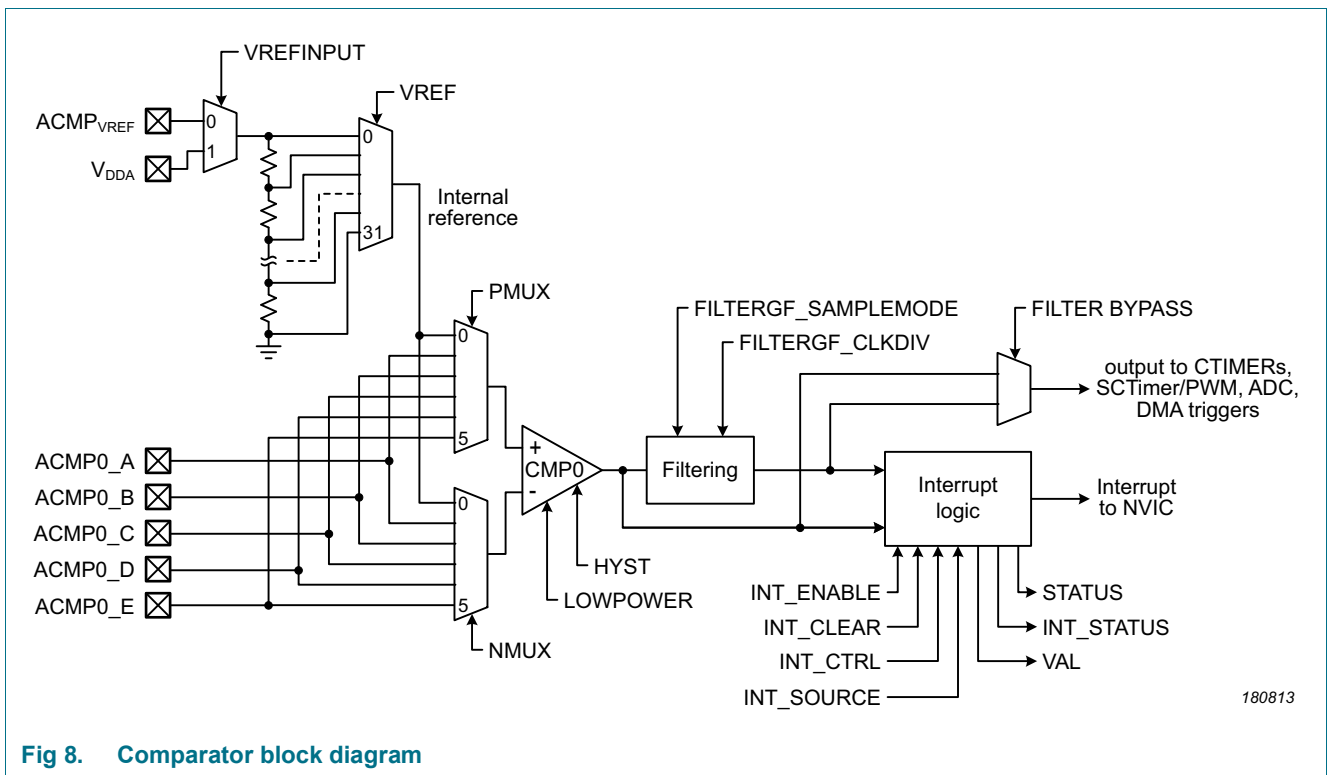 VREFINPUT
VREF
ACMPVREF
0
1
VDDA
0
31
Internal
reference
PMUX
0
5
FILTERGF_SAMPLEMODE
FILTERGF_CLKDIV
FILTER BYPASS
output to CTIMERs,
SCTimer/PWM, ADC,
DMA triggers
ACMP0_A
ACMP0_B
ACMP0_C
ACMP0_D
ACMP0_E
+
CMP0
-
Filtering
Interrupt
logic
Interrupt
to NVIC
0
5
NMUX
HYST
LOWPOWER
INT_ENABLE
INT_CLEAR
INT_CTRL
INT_SOURCE
STATUS
INT_STATUS
VAL
180813
Fig 8. Comparator block diagram